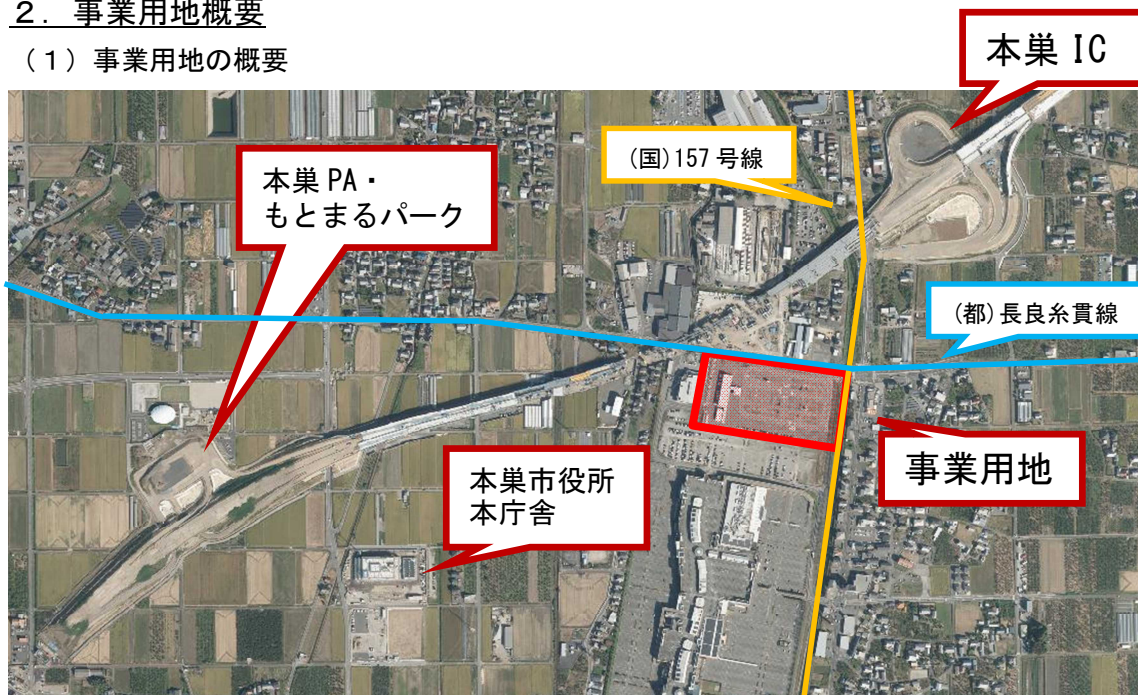 2．事業用地概要
（1）事業用地の概要
本巣 IC
(国)157 号線
本巣 PA・
もとまるパーク
(都)長良糸貫線
本巣市役所
本庁舎
事業用地